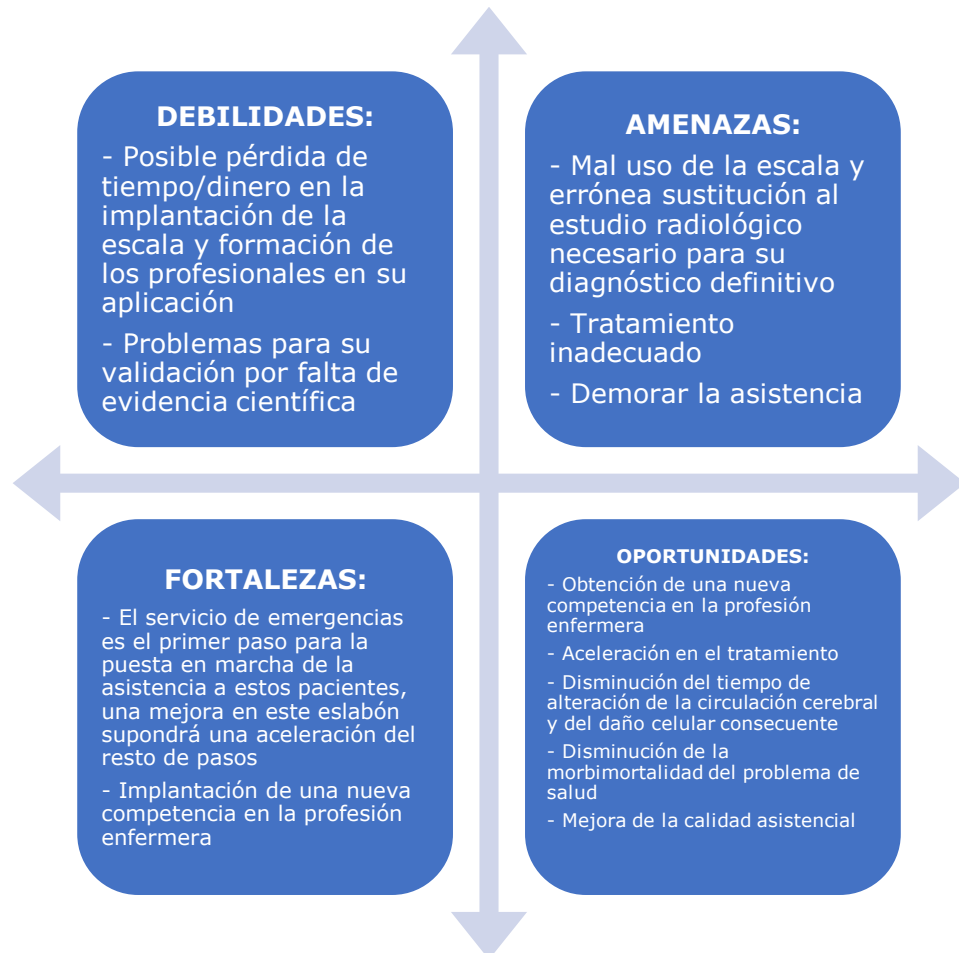 DEBILIDADES:
- Posible pérdida de
tiempo/dinero en la
implantación de la
escala y formación de
los profesionales en su
aplicación
- Problemas para su
validación por falta de
evidencia científica
AMENAZAS:
- Mal uso de la escala y
errónea sustitución al
estudio radiológico
necesario para su
diagnóstico definitivo
- Tratamiento
inadecuado
- Demorar la asistencia
FORTALEZAS:
- El servicio de emergencias
es el primer paso para la
puesta en marcha de la
asistencia a estos pacientes,
una mejora en este eslabón
supondrá una aceleración del
resto de pasos
- Implantación de una nueva
competencia en la profesión
enfermera
OPORTUNIDADES:
- Obtención de una nueva
competencia en la profesión
enfermera
- Aceleración en el tratamiento
- Disminución del tiempo de
alteración de la circulación cerebral
y del daño celular consecuente
- Disminución de la
morbimortalidad del problema de
salud
- Mejora de la calidad asistencial